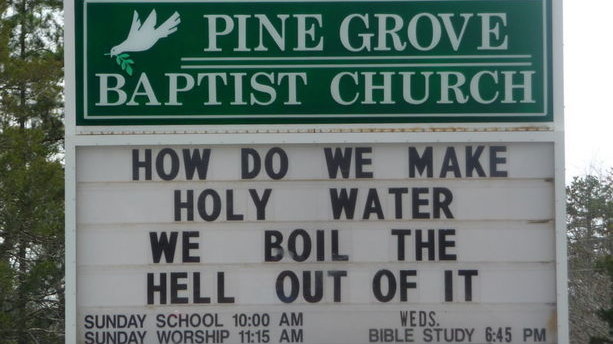 PINE GROVE
BAPTIST CHURCH
HOW DO WE MAKE
HOLY WATER
WE BOIL THE
HELL OUT OF IT
SUNDAY SCHOOL 10:00 AM WEDS.
SUNDAY WORSHIP 11:15 AM BIBLE STUDY 6:45 PM